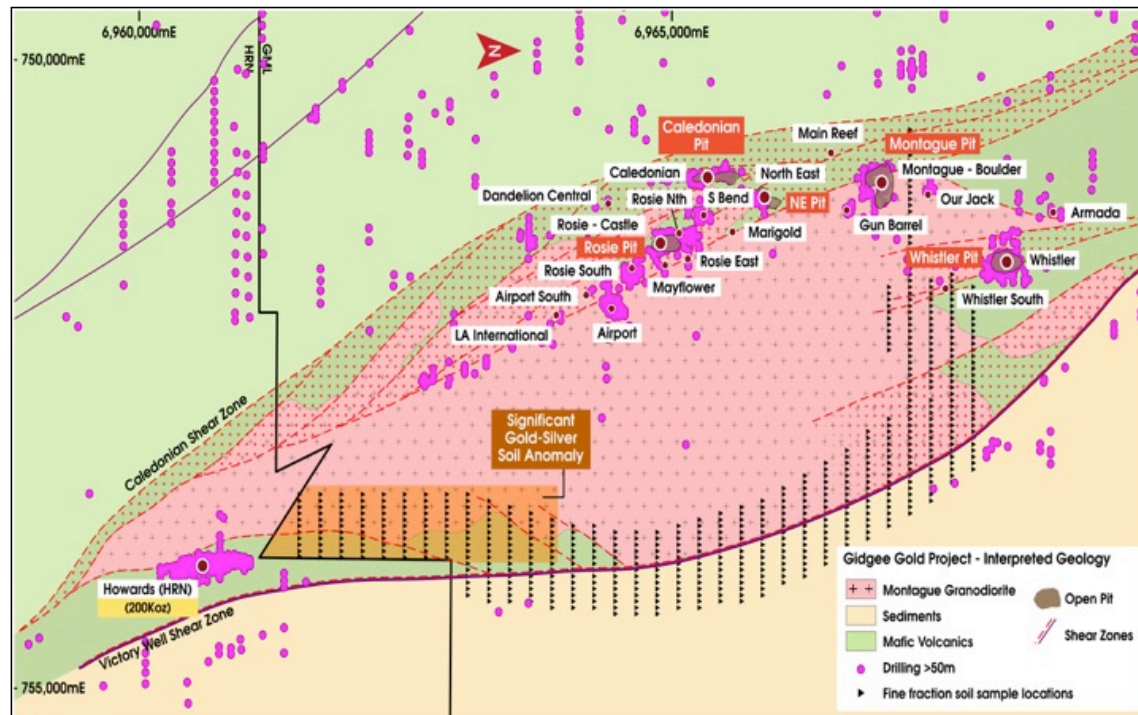 6,960,000mE
6,965,000mE
750,000mE
GML
HRN
N
Caledonian
Pit
Main Reef
Montague Pit
Caledonian
North East
Montague - Boulder
Dandelion Central
Rosie Nth
S Bend
NE Pit
Our Jack
Rosie - Castle
Marigold
Gun Barrel
Armada
Rosie Pit
Rosie East
Whistler Pit
Whistler
Rosie South
Mayflower
Whistler South
Airport South
LA International
Airport
Caledonian Shear Zone
Significant
Gold-Silver
Soil Anomaly
Howards (HRN)
(200Koz)
Victory Well Shear Zone
755,000mE
Gidgee Gold Project - Interpreted Geology
Montague Granodiorite
Open Pit
Sediments
Shear Zones
Mafic Volcanics
Drilling >50m
Fine fraction soil sample locations